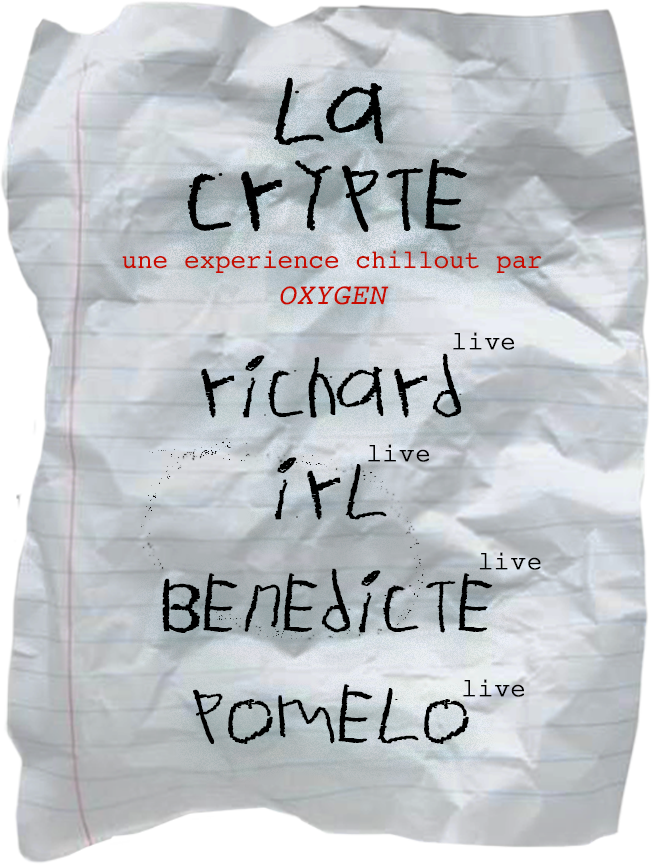 La
CrYPTE
une experience chillout par
OXYGEN
live
richard
live
irL
live
BEnEdiCTE
live
POmELO